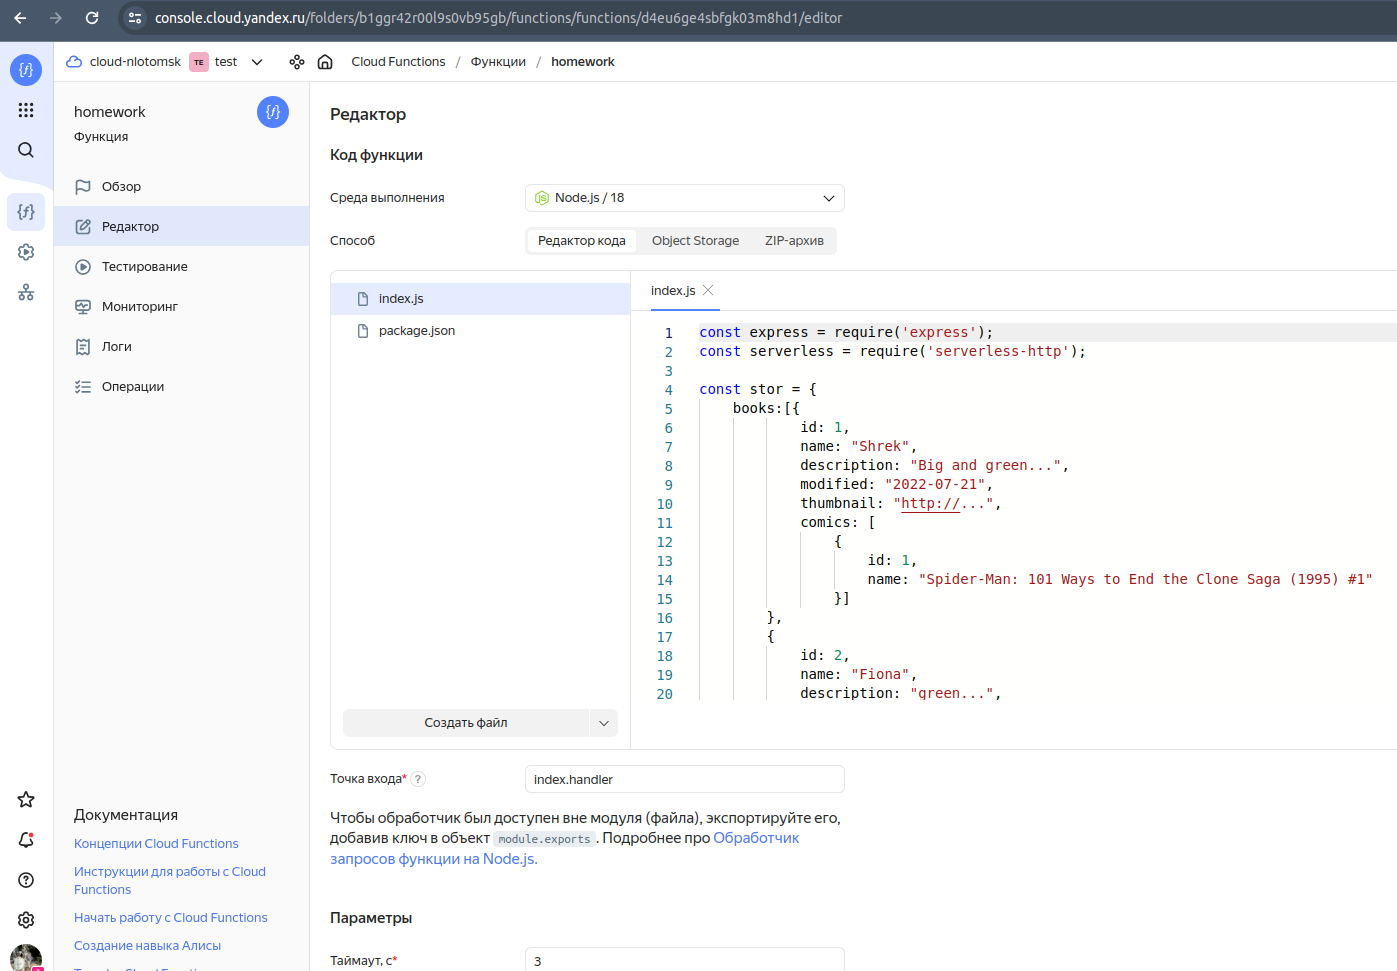 console.cloud.yandex.ru/folders/b1ggr42r00l9s0vb95gb/functions/functions/d4eu6ge4sbfgk03m8hd1/editor
cloud-nlotomsk TE test
Cloud Functions / Функции / homework
homework
Функция
Обзор
Редактор
Тестирование
Мониторинг
Логи
Операции
Документация
Концепции Cloud Functions
Инструкции для работы с Cloud
Functions
Начать работу с Cloud Functions
Создание навыка Алисы
Редактор
Код функции
Среда выполнения
Node.js / 18
Способ
Редактор кода Object Storage ZIP-архив
index.js
package.json
Создать файл
index.js
1 const express = require('express');
2 const serverless = require('serverless-http');
3
4 const stor = {
5 books:[{
6 id: 1,
7 name: "Shrek",
8 description: "Big and green...",
9 modified: "2022-07-21",
10 thumbnail: "http://...",
11 comics: [
12 {
13 id: 1,
14 name: "Spider-Man: 101 Ways to End the Clone Saga (1995) #1"
15 }]
16 },
17 {
18 id: 2,
19 name: "Fiona",
20 description: "green...",
Точка входа* ?
index.handler
Чтобы обработчик был доступен вне модуля (файла), экспортируйте его,
добавив ключ в объект module.exports. Подробнее про Обработчик
запросов функции на Node.js.
Параметры
Таймаут, с*
3